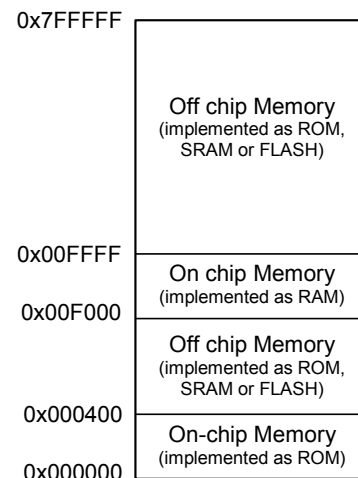 0x7FFFFF
Off chip Memory
(implemented as ROM,
SRAM or FLASH)
0x00FFFF
On chip Memory
(implemented as RAM)
0x00F000
Off chip Memory
(implemented as ROM,
SRAM or FLASH)
0x000400
On-chip Memory
(implemented as ROM)
0x000000